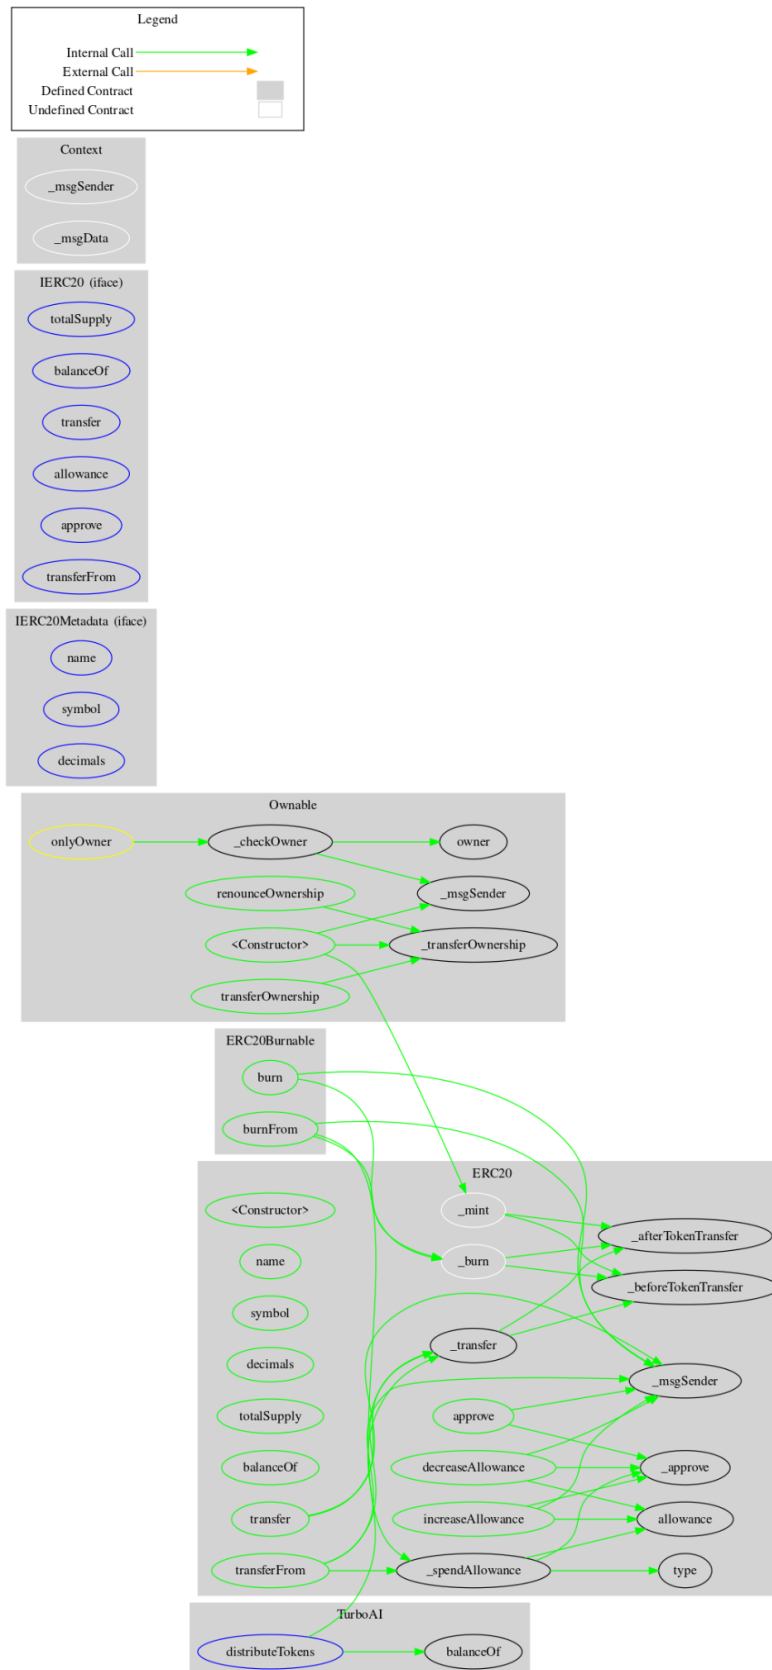 Legend
Internal Call
External Call
Defined Contract
Undefined Contract
Context
_msgSender
_msgData
IERC20 (iface)
totalSupply
balanceOf
transfer
allowance
approve
transferFrom
IERC20Metadata (iface)
name
symbol
decimals
Ownable
onlyOwner
_checkOwner
owner
renounceOwnership
_msgSender
<Constructor>
_transferOwnership
transferOwnership
ERC20Burnable
burn
burnFrom
ERC20
<Constructor>
_mint
_afterTokenTransfer
name
_burn
_beforeTokenTransfer
symbol
_transfer
decimals
_msgSender
totalSupply
approve
balanceOf
decreaseAllowance
_approve
transfer
increaseAllowance
allowance
transferFrom
_spendAllowance
type
TurboAI
distributeTokens
balanceOf